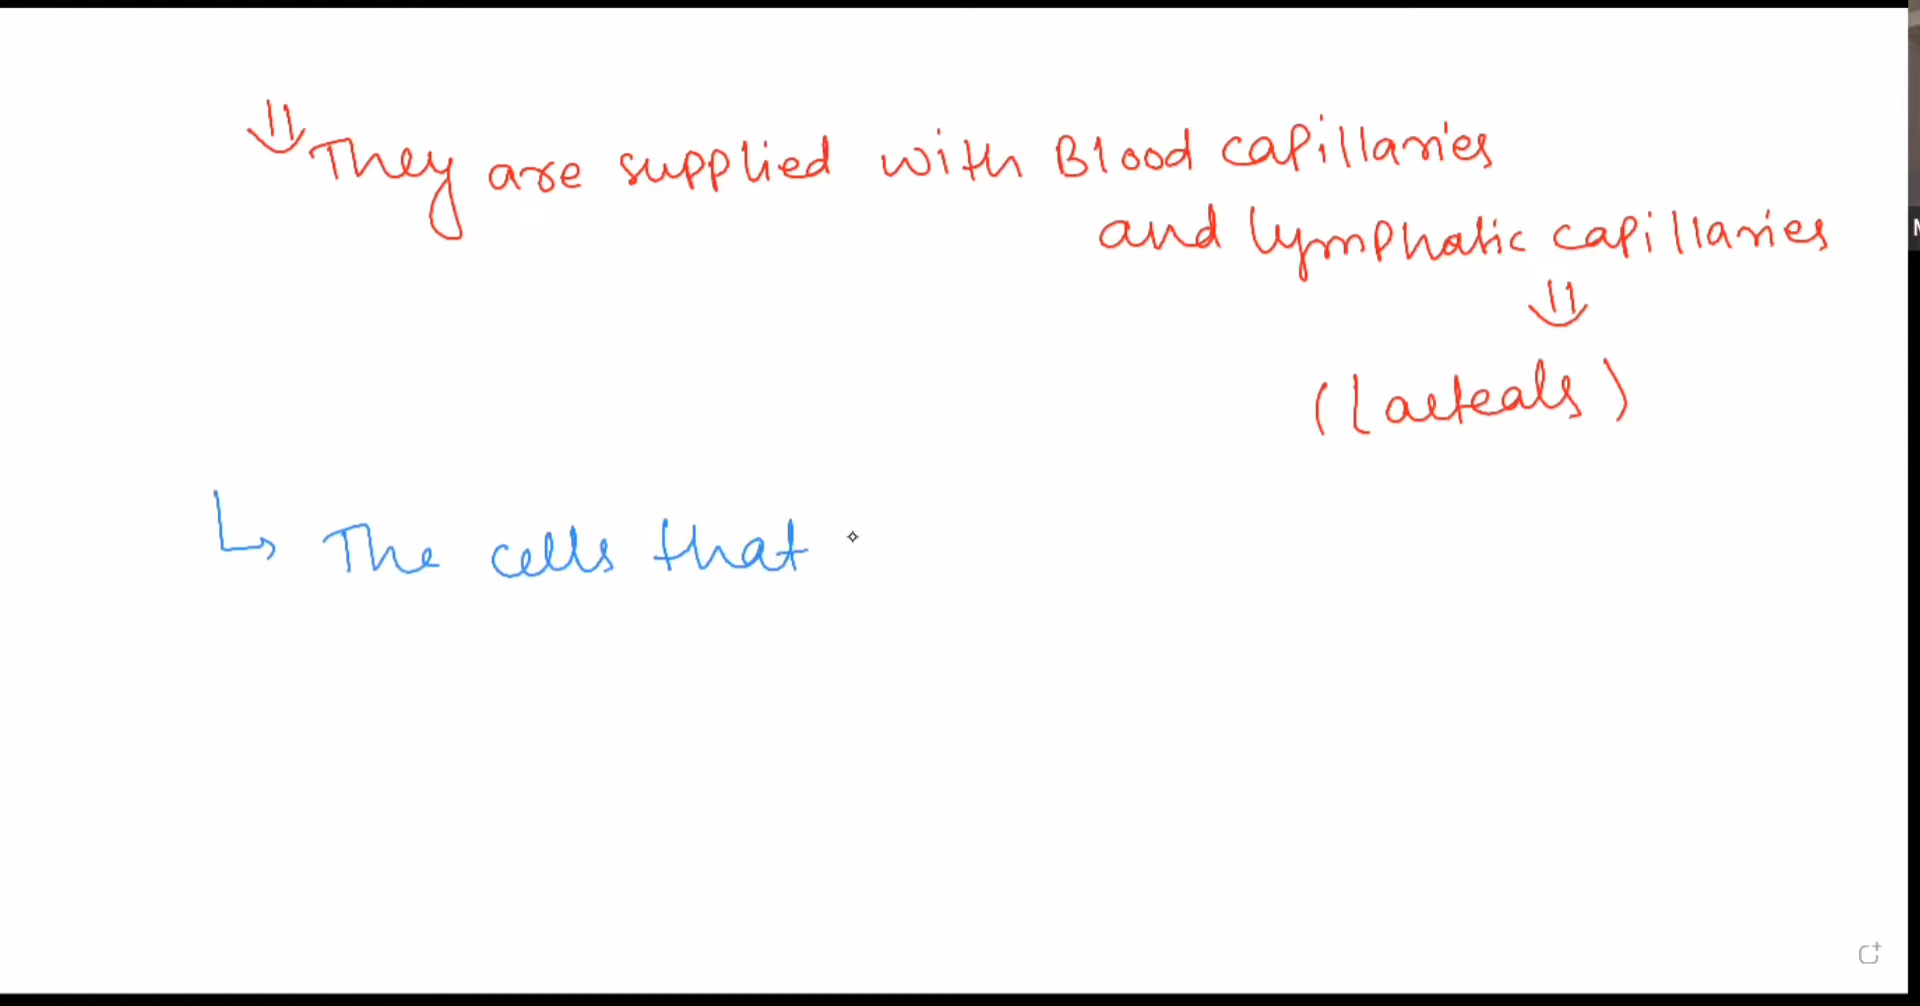 They are supplied with Blood capillaries
and lymphatic capillaries
(Lacteals)
The cells that